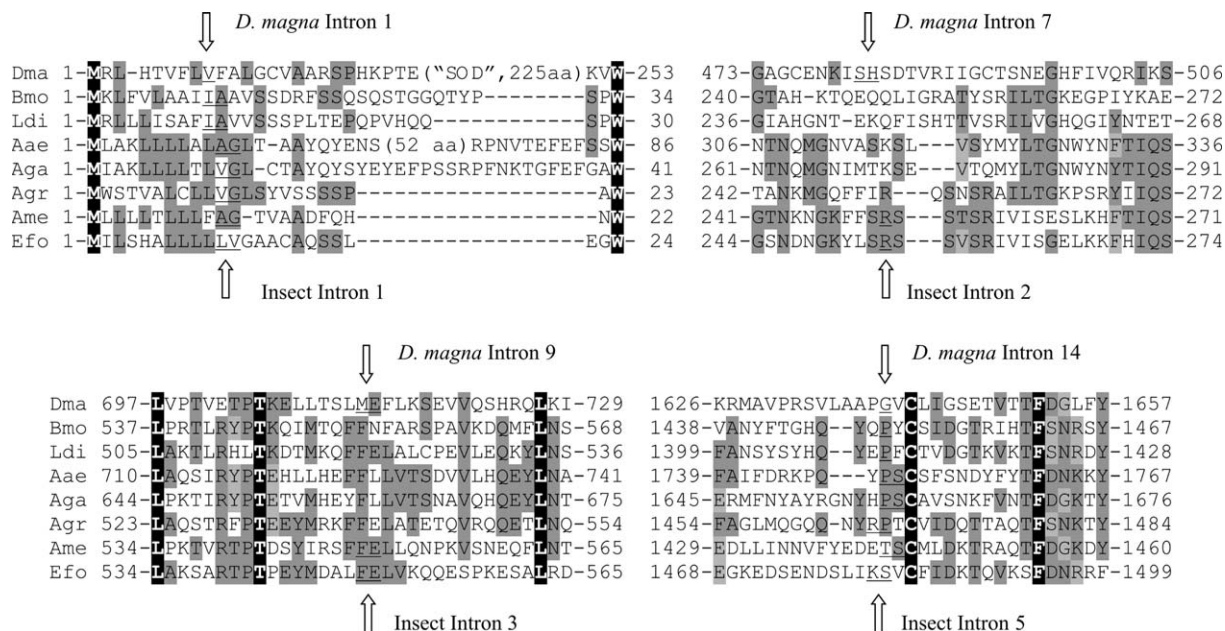 D. magna Intron 1
Dma 1-MRL-HTVFLVFALGCVAARSPHKPTE("SOD",225aa)KVW-253
Bmo 1-MKLFVLAAIIAAVSSDRFSSQSQSTGGQTYP-------SPW-34
Ldi 1-MRLLLISAFIAVVSSSPLTEPQPVHQQ----------SPW-30
Aae 1-MLAKLLLLALAGLT-AAYQYENS(52 aa)RPNVTEFEFSSW-86
Aga 1-MIAKLLLLTLVGL-CTAYQYSYEYEFPSSRPFNKTGFEFGAW-41
Agr 1-MWSTVALCLLVGLSYVSSSSP---------------AW-23
Ame 1-MLLLLTLLLFAG-TVAADFQH---------------NW-22
Efo 1-MILSHALLLLLVGAACAQSSL---------------EGW-24
Insect Intron 1
D. magna Intron 7
473-GAGCENKISHSDTVRIIGCTSNEGHFIVQRIKS-506
240-GTAH-KTQEQQLIGRATYSRILTGKEGPIYKAE-272
236-GIAHGNT-EKQFISHTTVSRILVGHQGIYNTET-268
306-NTNQMGNVASKSL--VSYMYLTGNWYNFTIQS-336
261-NTQNMGNIMTKSE--VTSYMYLTGNWYNYTIQS-291
242-TANKMGQFFIR--QSNSRALLTGKPSRYIQS-272
241-GTNKNGKFFSRS---STSRIVISESLKHFTIQS-271
244-GSNDNGKYLSRS---SVSRIVISGELKKFHIQS-274
Insect Intron 2
D. magna Intron 9
Dma 697-LVPTVETPTKELLTSLMEFLKSEVVQSHRQLKI-729
Bmo 537-LPRTLRYPTKQIMTQFFNFARSPAVKDQMFLNS-568
Ldi 505-LAKTLRHLTKDTMKQFFELALCPEVLEQKYLNS-536
Aae 710-LAQSIRYPTEHLLHEFFLLVTSDVVLHQEYLNA-741
Aga 644-LPKTIRYPTETVMHEYFLLVTSNAVQHQEYLNT-675
Agr 523-LAQSTRFPTEEYMRKFFELATETQVRQQETLNQ-554
Ame 534-LPKTVRTPTDSYIRSFFELLQNPKVSNEQFLNT-565
Efo 534-LAKSARTPTPEYMDALFELVKQQESPKESALRD-565
Insect Intron 3
D. magna Intron 14
1626-KRMAVPRSVLAAPGVCLIGSETVTTFDGLFY-1657
1438-VANYFTGHQ--YQPYCSIDGTRIHTFSNRSY-1467
1399-FANSYSYHQ--YEPFCTVDGTKVKTFSNRDY-1428
1739-FAIFDRKPQ---YPSCSFSNDYFYTFDNKKY-1767
1645-ERMFNYAYRGNYHPSCAVSNKFVNTFDGKTY-1676
1454-FAGLMQGQQ-NYRPTCVIDQTTAQTFSNKTY-1484
1429-EDLLINNVFYEDETSCMLDKTRAQTFDGKDY-1460
1468-EGKEDSENDSLIKSVCFIDKTQVKSFDNRRF-1499
Insect Intron 5